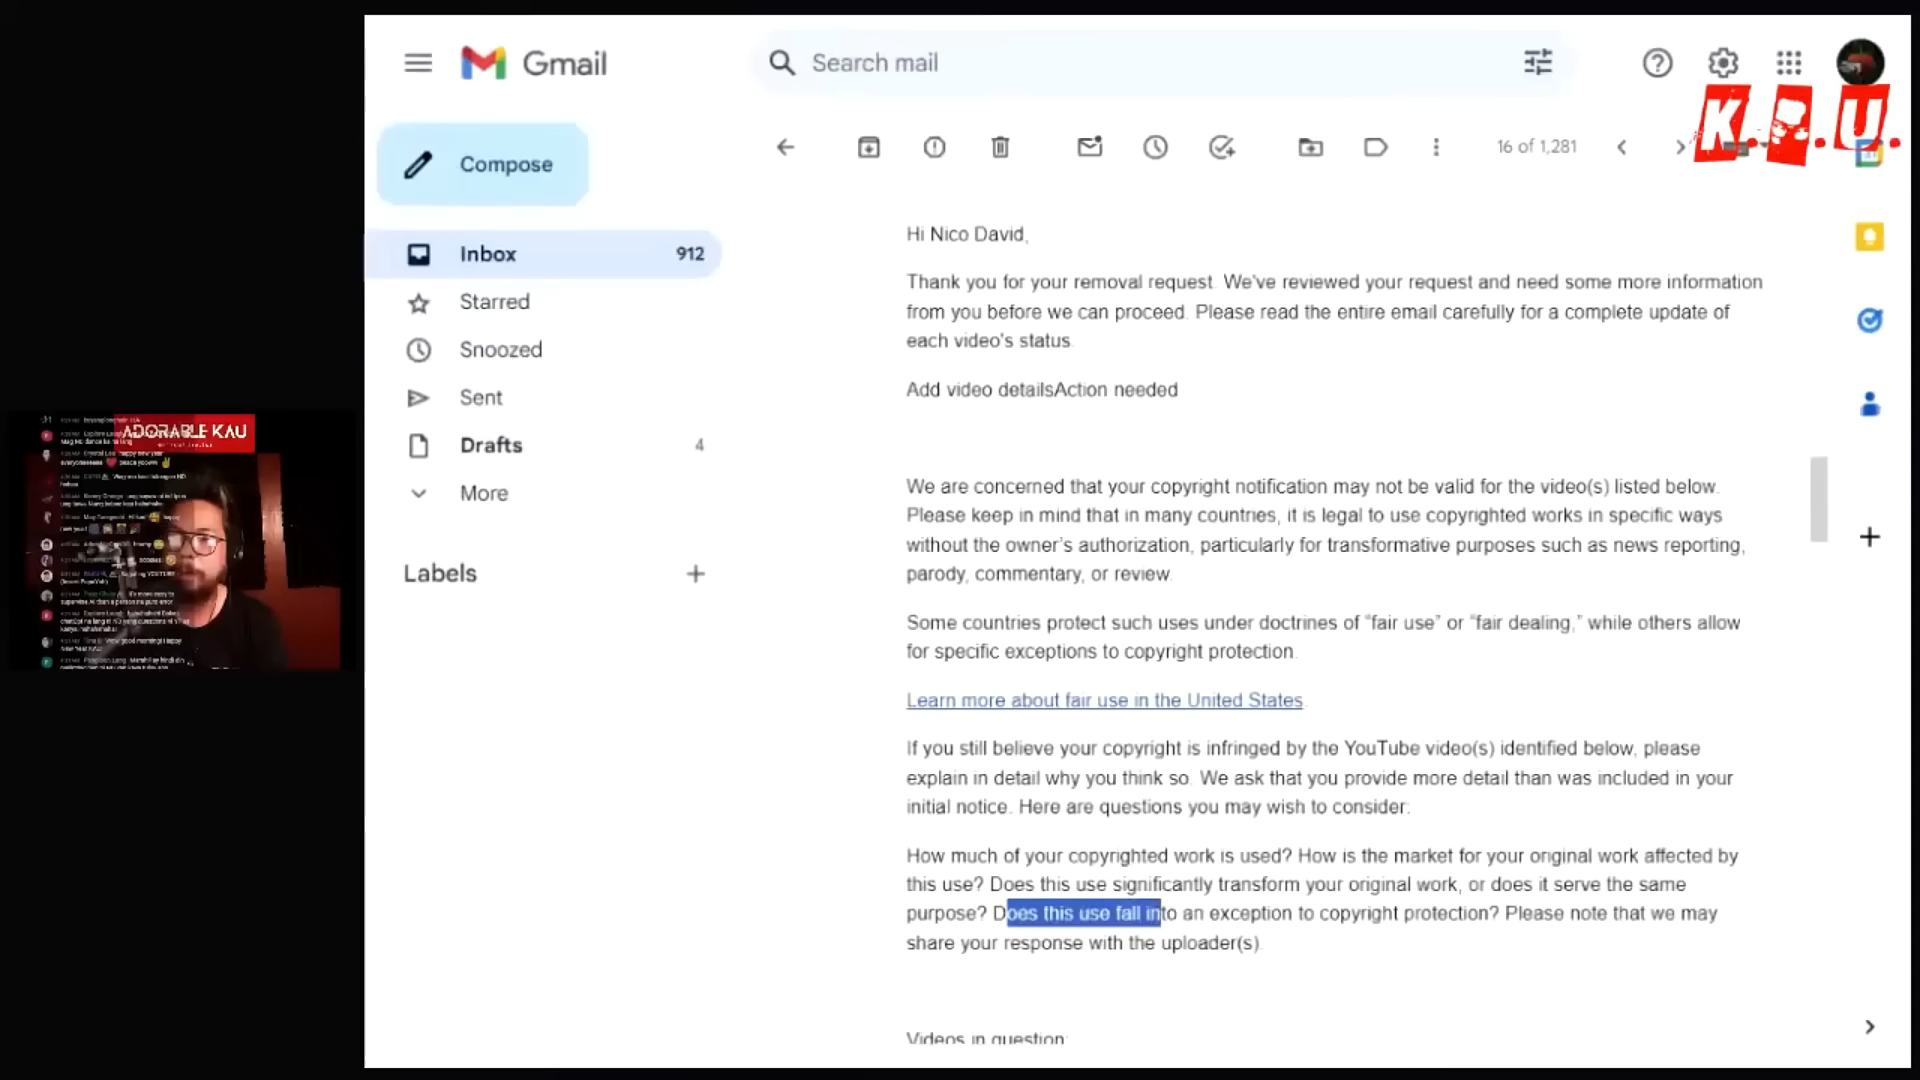 Gmail
Search mail
K. .U.
Compose
16 of 1,281
Inbox 912
Starred
Snoozed
Sent
Drafts 4
More
Labels
Hi Nico David,
Thank you for your removal request. We've reviewed your request and need some more information
from you before we can proceed. Please read the entire email carefully for a complete update of
each video's status.
Add video detailsAction needed
We are concerned that your copyright notification may not be valid for the video(s) listed below.
Please keep in mind that in many countries, it is legal to use copyrighted works in specific ways
without the owner's authorization, particularly for transformative purposes such as news reporting,
parody, commentary, or review.
Some countries protect such uses under doctrines of “fair use” or “fair dealing,” while others allow
for specific exceptions to copyright protection.
Learn more about fair use in the United States.
If you still believe your copyright is infringed by the YouTube video(s) identified below, please
explain in detail why you think so. We ask that you provide more detail than was included in your
initial notice. Here are questions you may wish to consider:
How much of your copyrighted work is used? How is the market for your original work affected by
this use? Does this use significantly transform your original work, or does it serve the same
purpose? Does this use fall into an exception to copyright protection? Please note that we may
share your response with the uploader(s).
Videos in question:
ADORABLE KAU